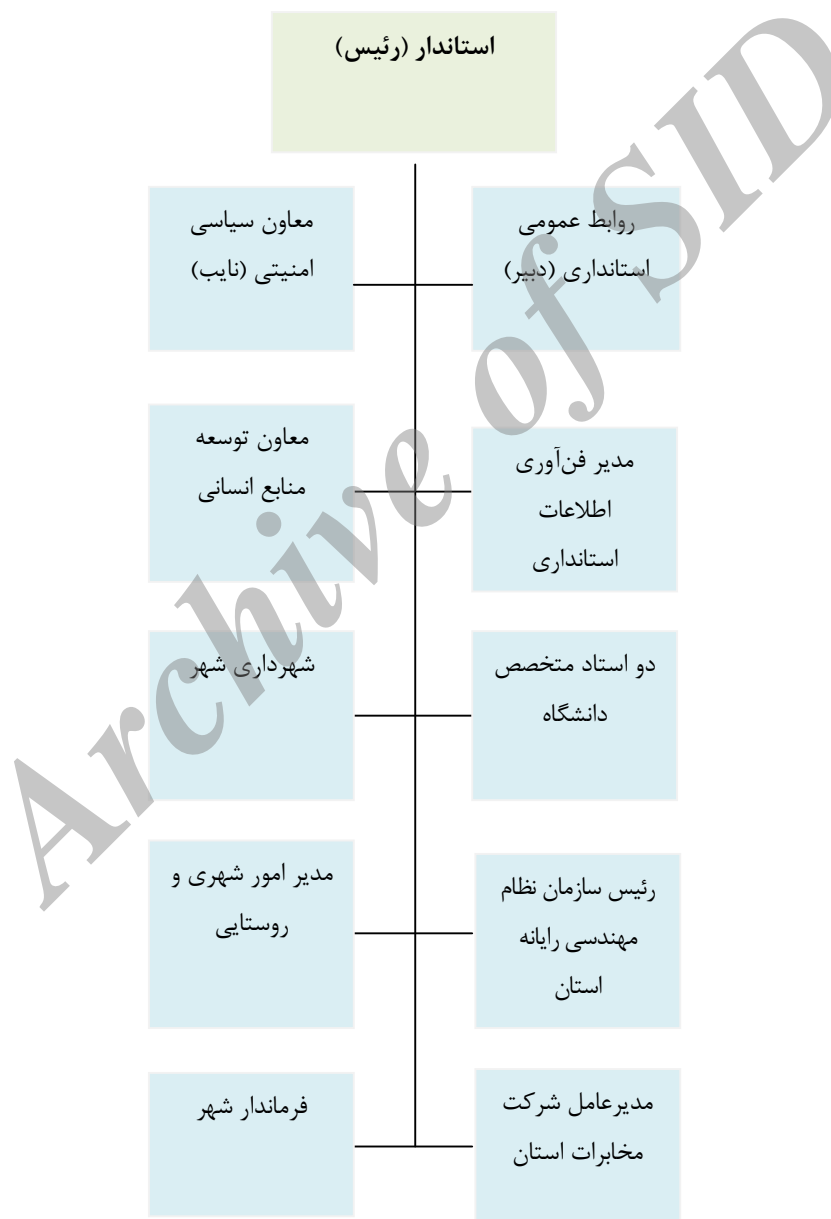 استاندار (رئیس)
روابط عمومی
استانداری (دبیر)
معاون سیاسی
امنیتی (نایب)
مدیر فن‌آوری
اطلاعات
استانداری
معاون توسعه
منابع انسانی
دو استاد متخصص
دانشگاه
شهرداری شهر
رئیس سازمان نظام
مهندسی رایانه
استان
مدیر امور شهری و
روستایی
مدیرعامل شرکت
مخابرات استان
فرماندار شهر
Archive of SID